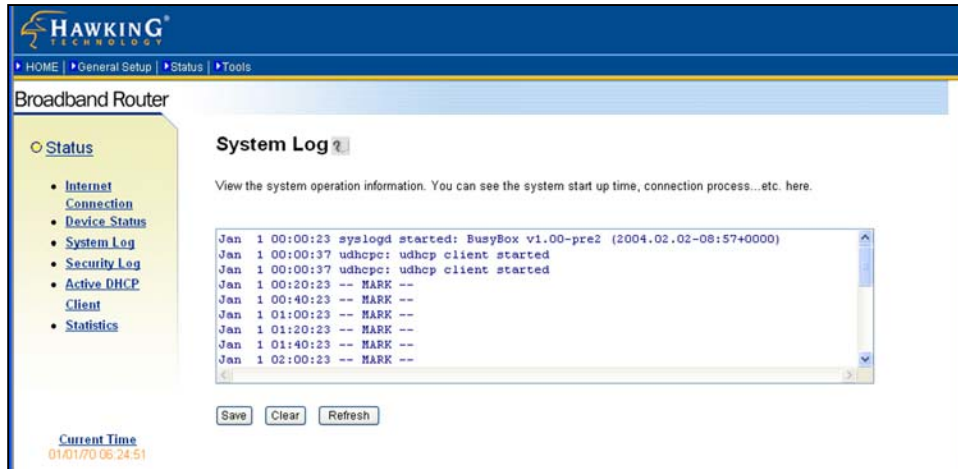 HAWKING®
TECHNOLOGY
HOME | General Setup | Status | Tools
Broadband Router
Status
Internet
Connection
Device Status
System Log
Security Log
Active DHCP
Client
Statistics
Current Time
01/01/70 06:24:51
System Log ?
View the system operation information. You can see the system start up time, connection process...etc. here.
Jan  1 00:00:23 syslogd started: BusyBox v1.00-pre2 (2004.02.02-08:57+0000)
Jan  1 00:00:37 udhcpc: udhcp client started
Jan  1 00:00:37 udhcpc: udhcp client started
Jan  1 00:20:23 -- MARK --
Jan  1 00:40:23 -- MARK --
Jan  1 01:00:23 -- MARK --
Jan  1 01:20:23 -- MARK --
Jan  1 01:40:23 -- MARK --
Jan  1 02:00:23 -- MARK --
Save Clear Refresh